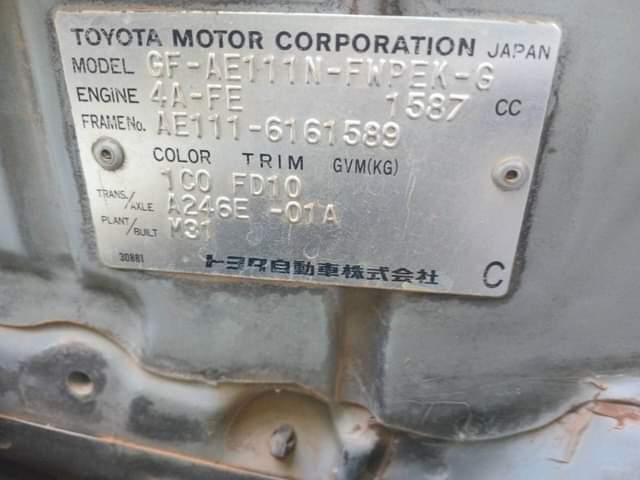 TOYOTA MOTOR CORPORATION JAPAN
MODEL GF-AE111N-FWPEK-G
ENGINE 4A-FE 1587 CC
FRAME No. AE111-6161589
COLOR TRIM GVM(KG)
1C0 FD10
TRANS./AXLE A246E -01A
PLANT/BUILT M31
30881 トヨタ自動車株式会社 C